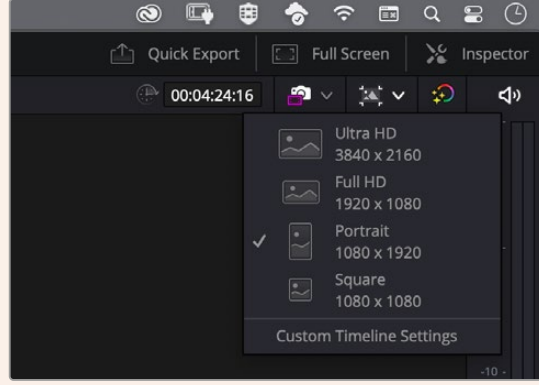 Quick Export
Full Screen
Inspector
00:04:24:16
Ultra HD
3840 x 2160
Full HD
1920 x 1080
Portrait
1080 x 1920
Square
1080 x 1080
Custom Timeline Settings
-10 -